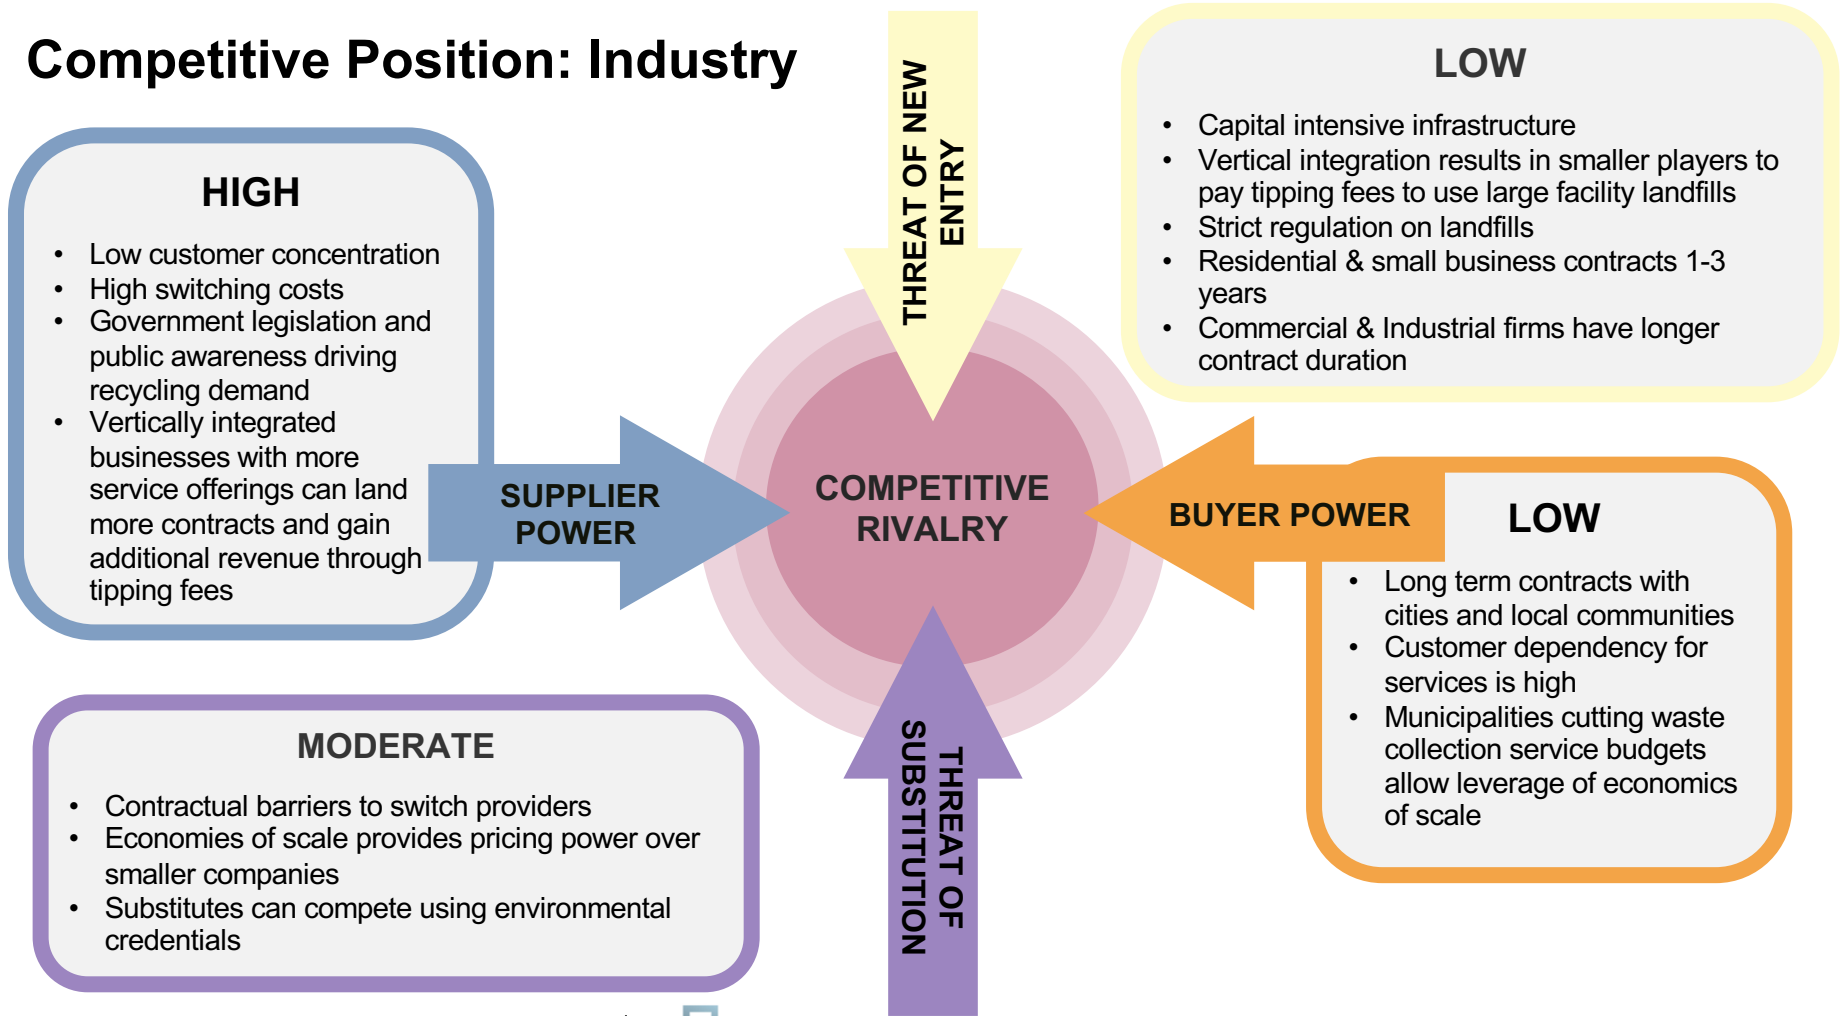 Competitive Position: Industry
THREAT OF NEW
ENTRY
LOW
• Capital intensive infrastructure
• Vertical integration results in smaller players to
pay tipping fees to use large facility landfills
• Strict regulation on landfills
• Residential & small business contracts 1-3
years
• Commercial & Industrial firms have longer
contract duration
HIGH
• Low customer concentration
• High switching costs
• Government legislation and
public awareness driving
recycling demand
• Vertically integrated
businesses with more
service offerings can land
more contracts and gain
additional revenue through
tipping fees
SUPPLIER
POWER
COMPETITIVE
RIVALRY
BUYER POWER
LOW
• Long term contracts with
cities and local communities
• Customer dependency for
services is high
• Municipalities cutting waste
collection service budgets
allow leverage of economics
of scale
MODERATE
• Contractual barriers to switch providers
• Economies of scale provides pricing power over
smaller companies
• Substitutes can compete using environmental
credentials
THREAT OF
SUBSTITUTION